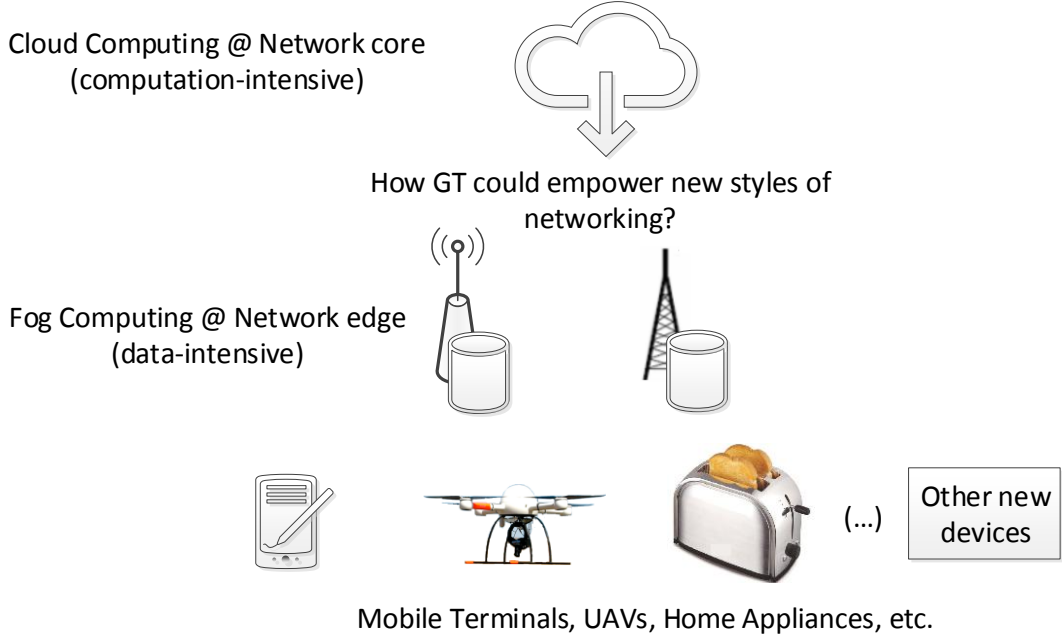 Cloud Computing @ Network core
(computation-intensive)
How GT could empower new styles of
networking?
Fog Computing @ Network edge
(data-intensive)
(...)
Other new
devices
Mobile Terminals, UAVs, Home Appliances, etc.